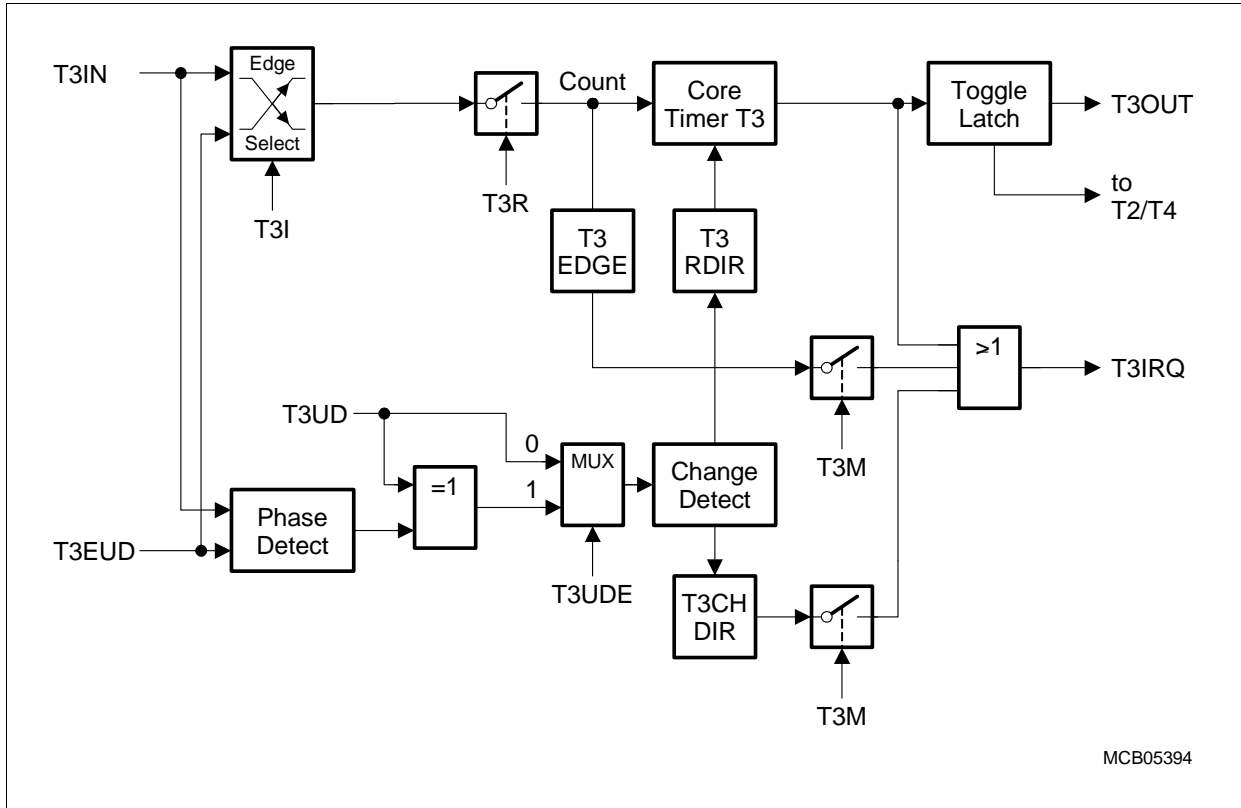 T3IN
Edge
Select
T3I
T3R
Count
Core
Timer T3
Toggle
Latch
T3OUT
to
T2/T4
T3
EDGE
T3
RDIR
≥1
T3IRQ
T3M
T3UD
0
1
=1
MUX
Change
Detect
T3EUD
Phase
Detect
T3UDE
T3CH
DIR
T3M
MCB05394